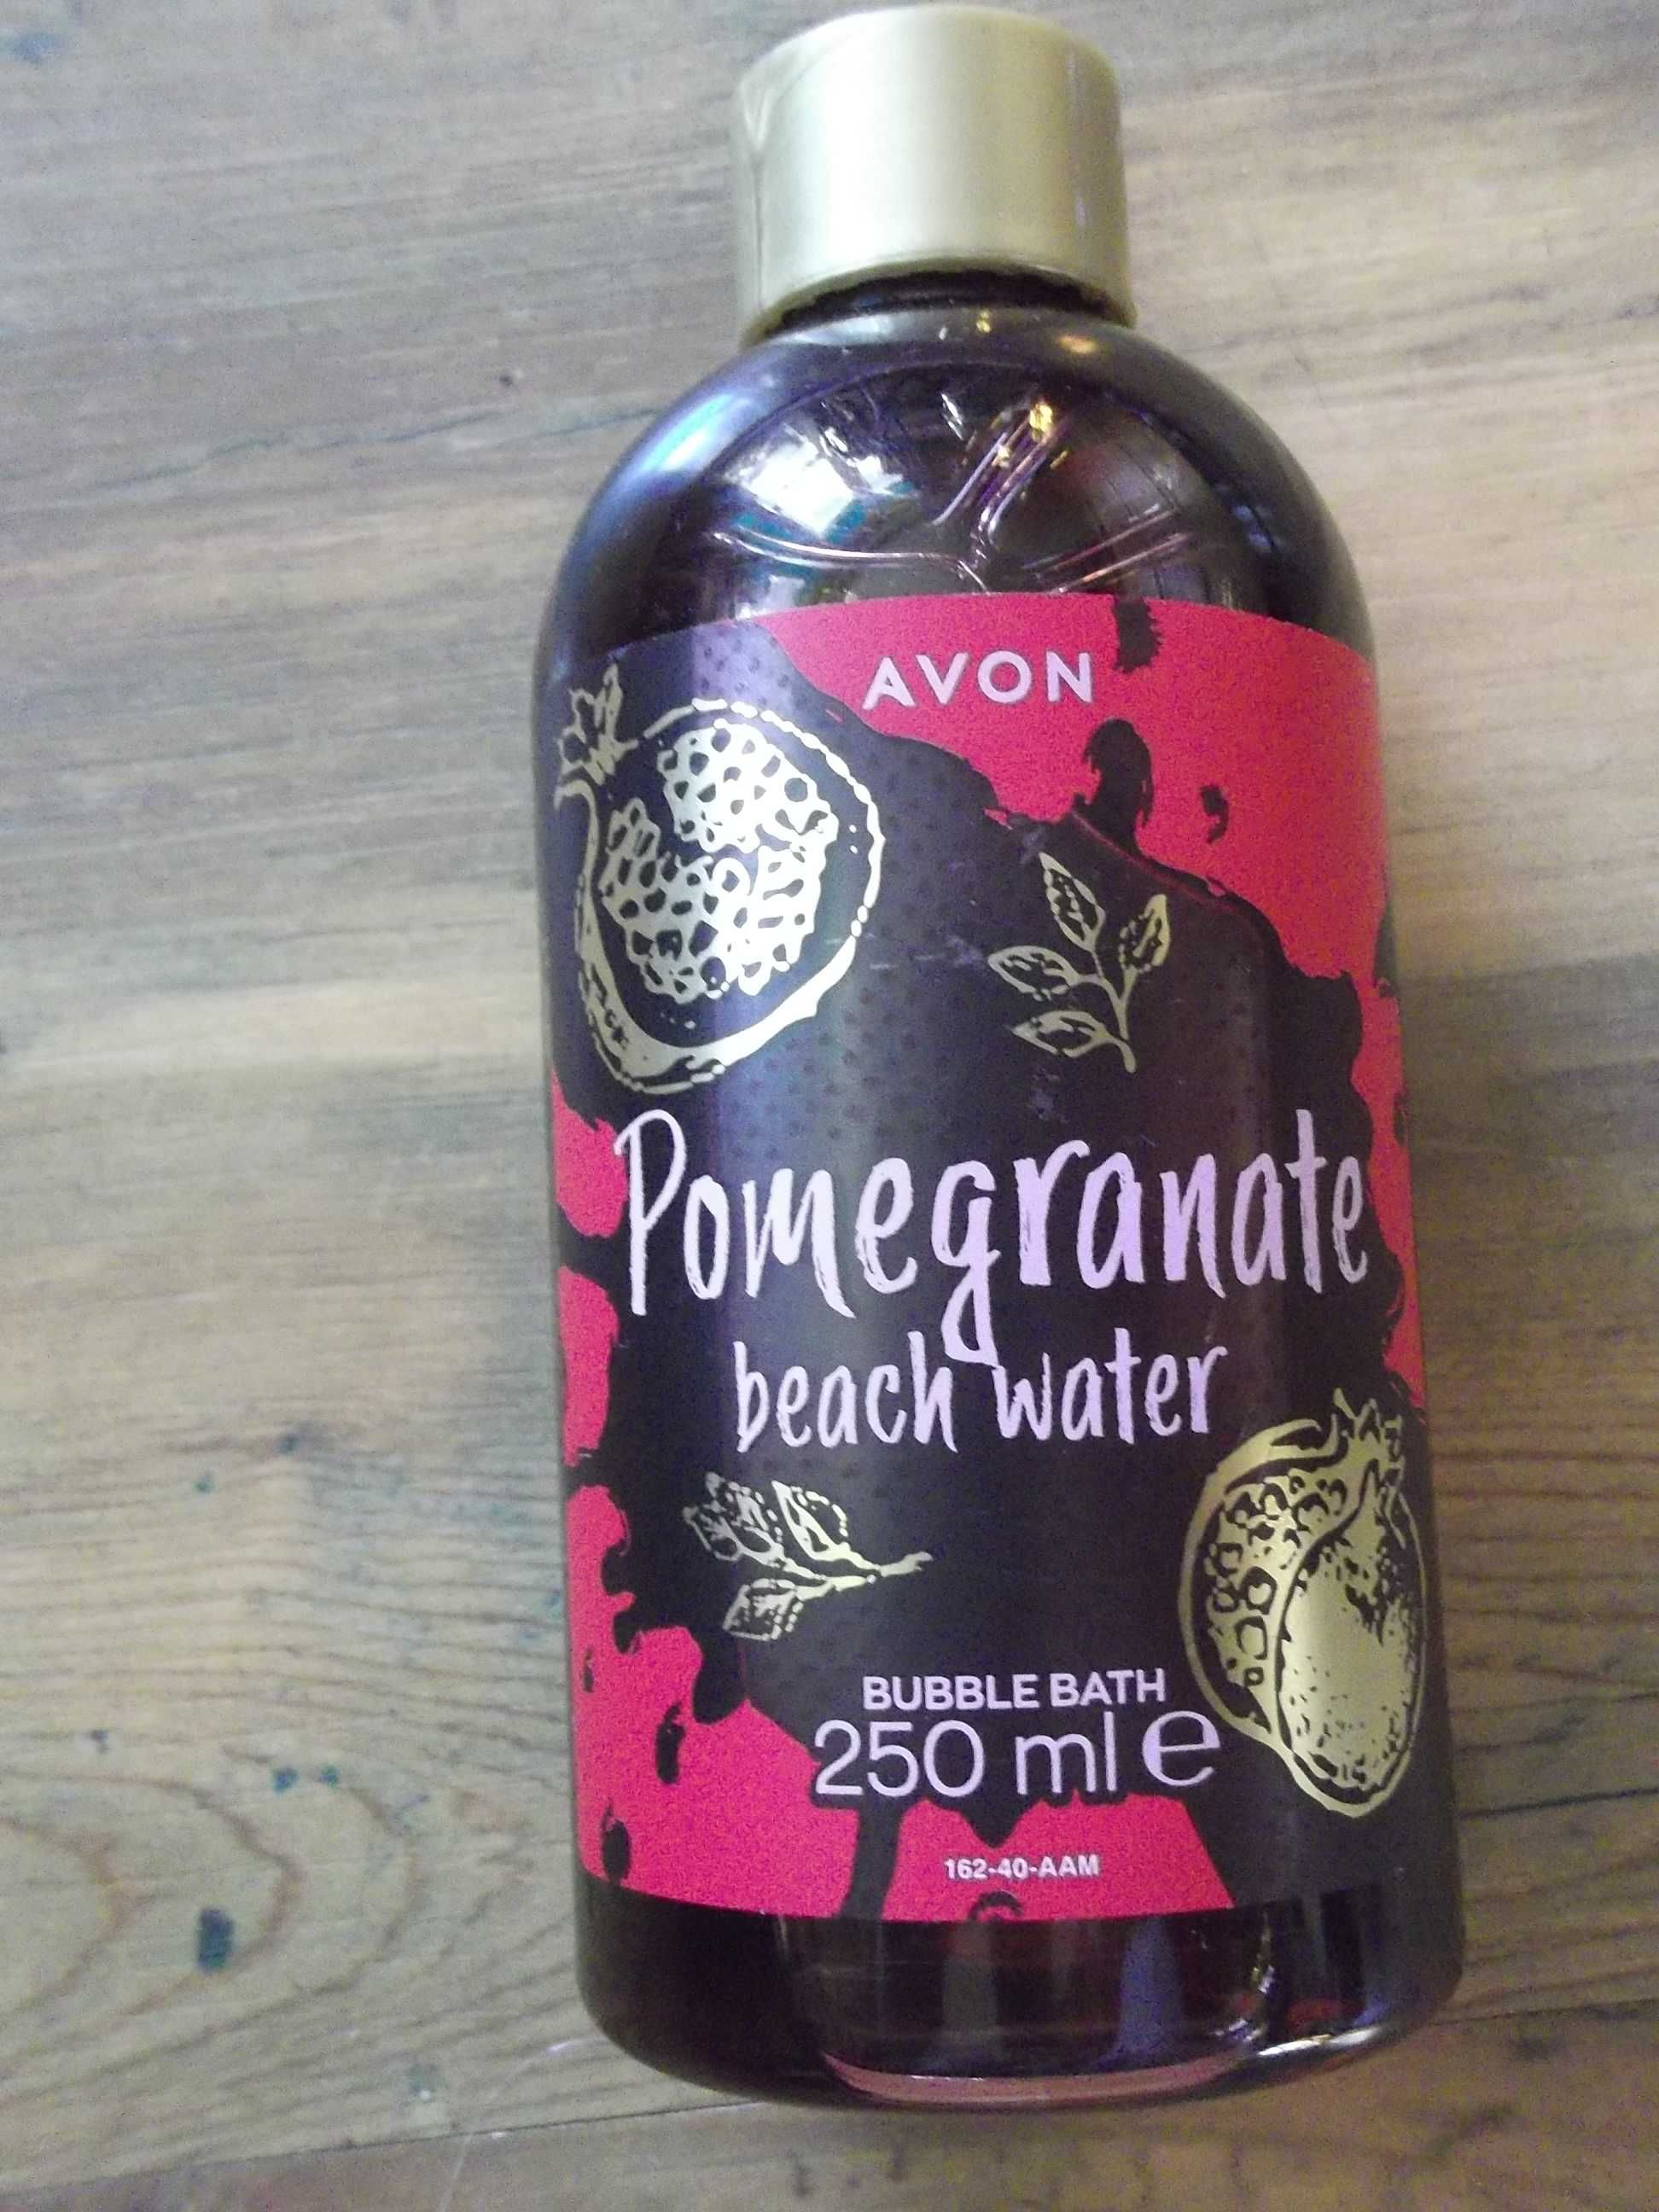 AVON
Pomegranate
beach water
BUBBLE BATH
250 ml e
162-40-AAM